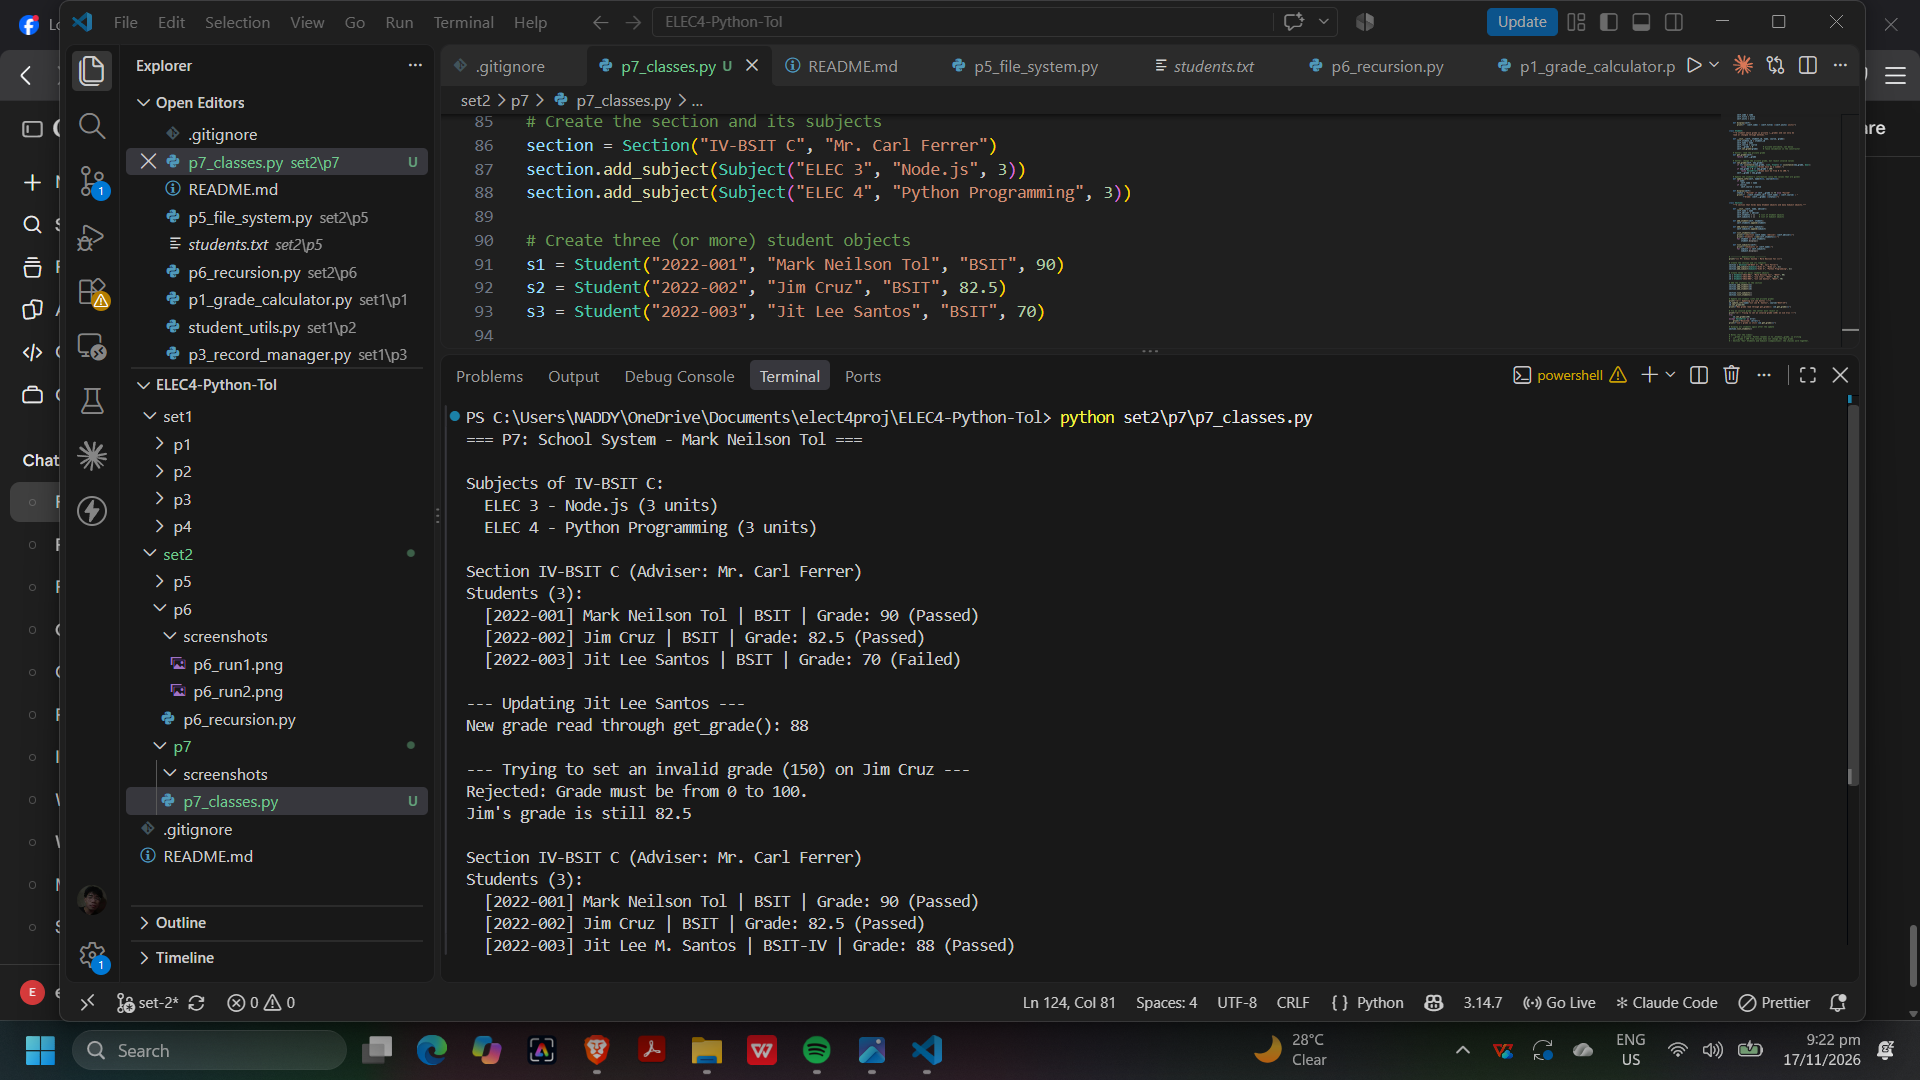 File Edit Selection View Go Run Terminal Help
ELEC4-Python-Tol
Update
Explorer
Open Editors
.gitignore
p7_classes.py set2\p7 U
README.md
p5_file_system.py set2\p5
students.txt set2\p5
p6_recursion.py set2\p6
p1_grade_calculator.py set1\p1
student_utils.py set1\p2
p3_record_manager.py set1\p3
ELEC4-Python-Tol
set1
p1
p2
p3
p4
set2
p5
p6
screenshots
p6_run1.png
p6_run2.png
p6_recursion.py
p7
screenshots
p7_classes.py U
.gitignore
README.md
Outline
Timeline
Chat
.gitignore p7_classes.py U README.md p5_file_system.py students.txt p6_recursion.py p1_grade_calculator.p
set2 > p7 > p7_classes.py > ...
85 # Create the section and its subjects
86 section = Section("IV-BSIT C", "Mr. Carl Ferrer")
87 section.add_subject(Subject("ELEC 3", "Node.js", 3))
88 section.add_subject(Subject("ELEC 4", "Python Programming", 3))
89
90 # Create three (or more) student objects
91 s1 = Student("2022-001", "Mark Neilson Tol", "BSIT", 90)
92 s2 = Student("2022-002", "Jim Cruz", "BSIT", 82.5)
93 s3 = Student("2022-003", "Jit Lee Santos", "BSIT", 70)
94
Problems Output Debug Console Terminal Ports
powershell
PS C:\Users\NADDY\OneDrive\Documents\elect4proj\ELEC4-Python-Tol> python set2\p7\p7_classes.py
=== P7: School System - Mark Neilson Tol ===
Subjects of IV-BSIT C:
ELEC 3 - Node.js (3 units)
ELEC 4 - Python Programming (3 units)
Section IV-BSIT C (Adviser: Mr. Carl Ferrer)
Students (3):
[2022-001] Mark Neilson Tol | BSIT | Grade: 90 (Passed)
[2022-002] Jim Cruz | BSIT | Grade: 82.5 (Passed)
[2022-003] Jit Lee Santos | BSIT | Grade: 70 (Failed)
--- Updating Jit Lee Santos ---
New grade read through get_grade(): 88
--- Trying to set an invalid grade (150) on Jim Cruz ---
Rejected: Grade must be from 0 to 100.
Jim's grade is still 82.5
Section IV-BSIT C (Adviser: Mr. Carl Ferrer)
Students (3):
[2022-001] Mark Neilson Tol | BSIT | Grade: 90 (Passed)
[2022-002] Jim Cruz | BSIT | Grade: 82.5 (Passed)
[2022-003] Jit Lee M. Santos | BSIT-IV | Grade: 88 (Passed)
set-2* 0 0
Ln 124, Col 81 Spaces: 4 UTF-8 CRLF { } Python 3.14.7 Go Live Claude Code Prettier
Search
28°C
Clear
ENG
US
9:22 pm
17/11/2026